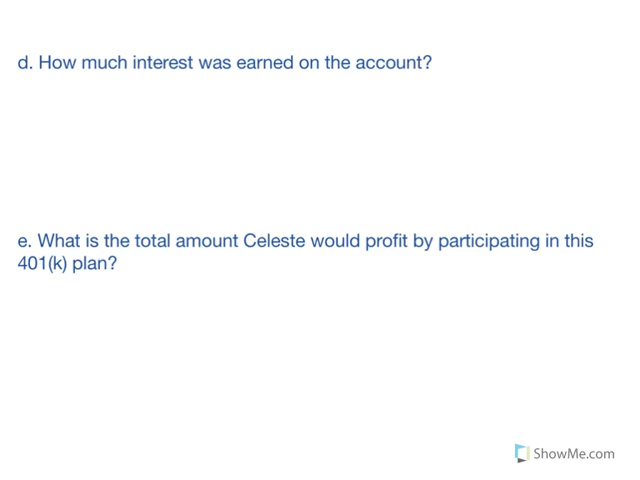 d. How much interest was earned on the account?
e. What is the total amount Celeste would profit by participating in this
401(k) plan?
ShowMe.com